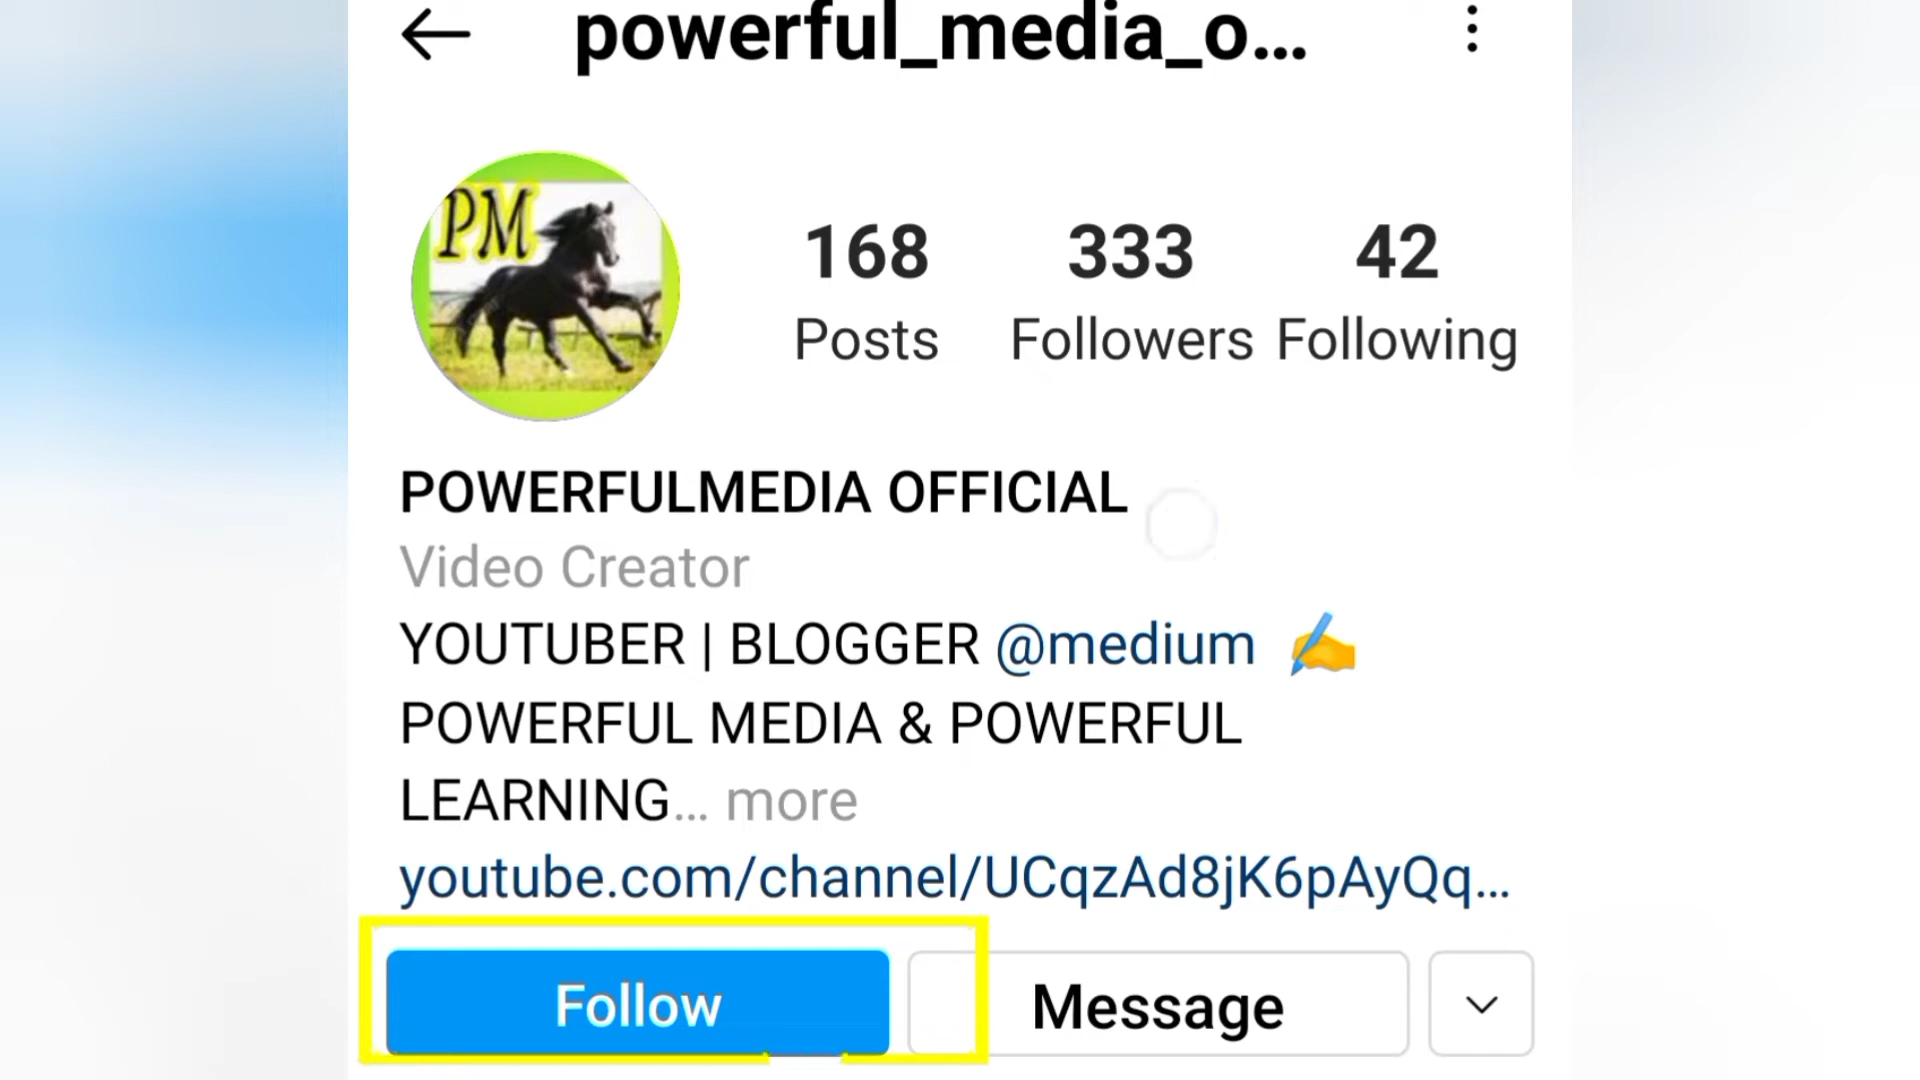 powerful_media_o...
PM
168 333 42
Posts Followers Following
POWERFULMEDIA OFFICIAL
Video Creator
YOUTUBER | BLOGGER @medium ✍
POWERFUL MEDIA & POWERFUL
LEARNING... more
youtube.com/channel/UCqzAd8jK6pAyQq...
Follow Message